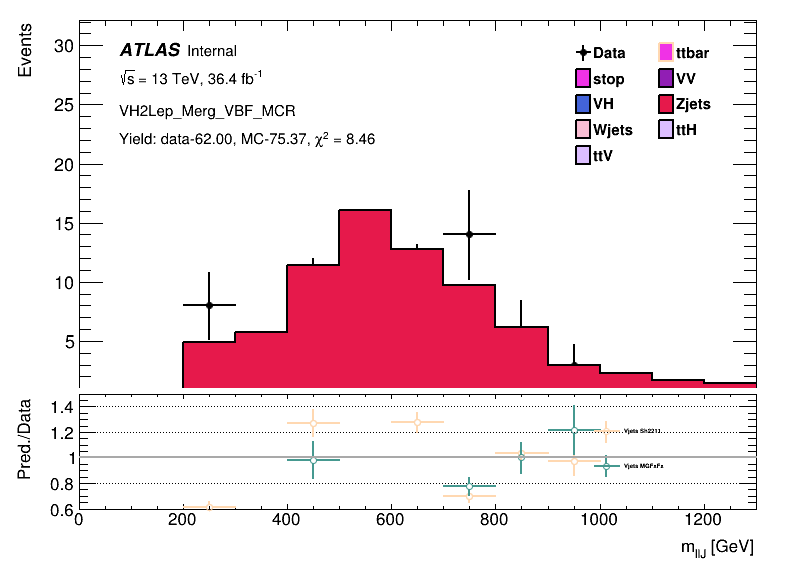 Events
30
25
20
15
10
5
ATLAS Internal
√s = 13 TeV, 36.4 fb⁻¹
VH2Lep_Merg_VBF_MCR
Yield: data-62.00, MC-75.37, χ² = 8.46
Data
ttbar
stop
VV
VH
Zjets
Wjets
ttH
ttV
Pred./Data
1.4
1.2
1
0.8
0.6
Vjets Sh2211
Vjets MGFxFx
0 200 400 600 800 1000 1200
m_llJ [GeV]